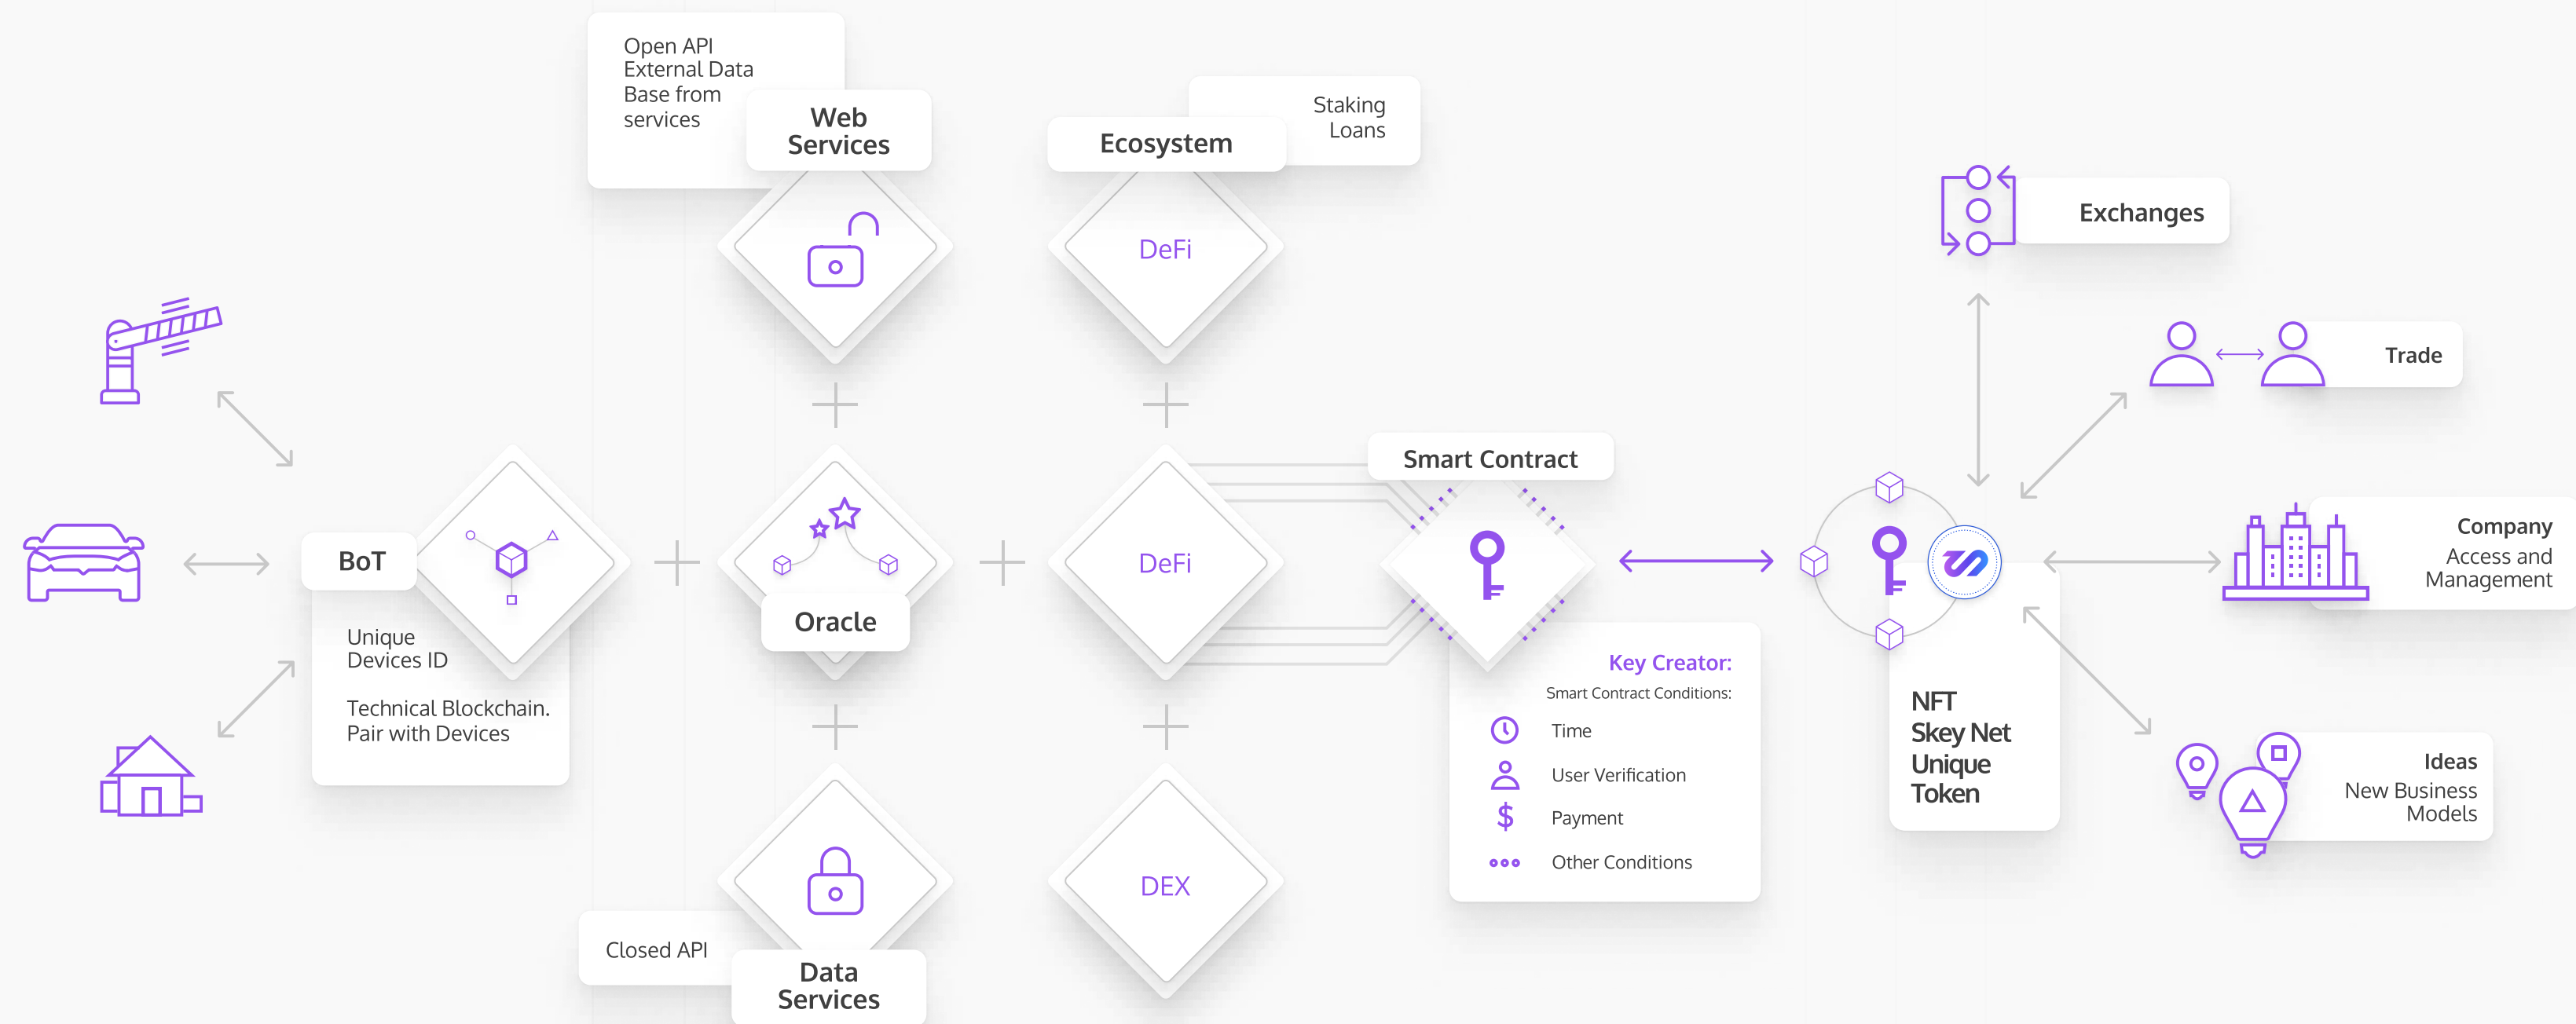 Open API
External Data
Base from
services
Web
Services
Staking
Loans
Ecosystem
DeFi
Exchanges
Trade
BoT
Unique
Devices ID
Technical Blockchain.
Pair with Devices
Oracle
DeFi
Smart Contract
Key Creator:
Smart Contract Conditions:
Time
User Verification
Payment
$
Other Conditions
NFT
Skey Net
Unique
Token
Company
Access and
Management
Ideas
New Business
Models
Closed API
Data
Services
DEX